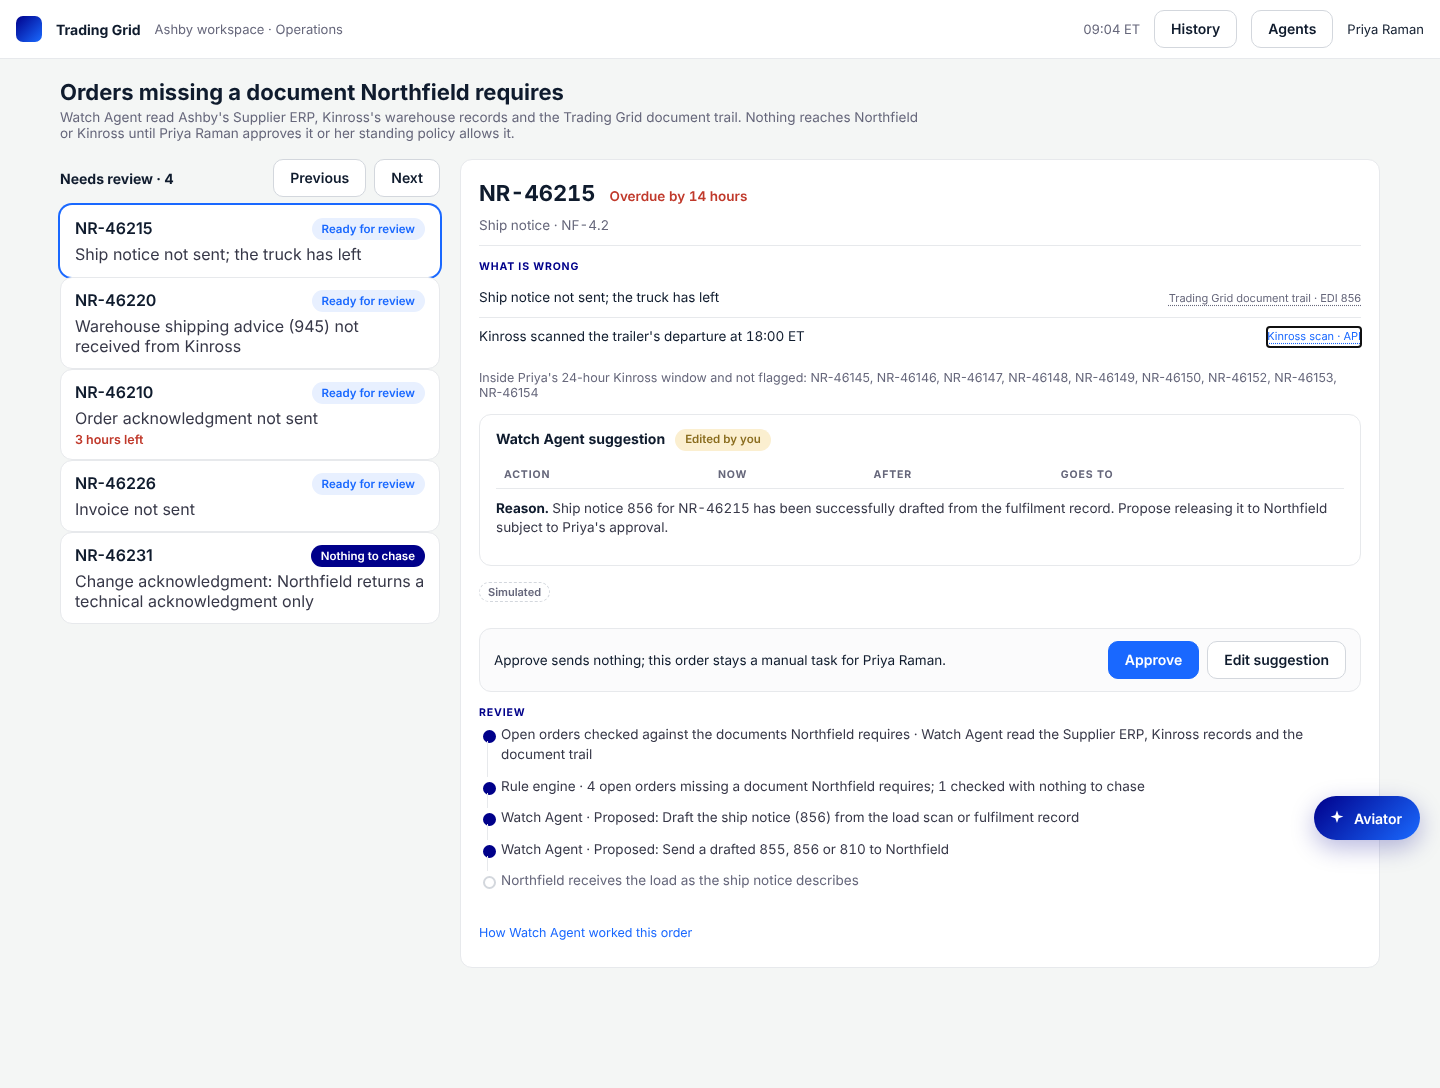 Trading Grid
Ashby workspace · Operations
09:04 ET
History
Agents
Priya Raman
Orders missing a document Northfield requires
Watch Agent read Ashby's Supplier ERP, Kinross's warehouse records and the Trading Grid document trail. Nothing reaches Northfield
or Kinross until Priya Raman approves it or her standing policy allows it.
Needs review · 4
Previous
Next
NR-46215
Ready for review
Ship notice not sent; the truck has left
NR-46220
Ready for review
Warehouse shipping advice (945) not
received from Kinross
NR-46210
Ready for review
Order acknowledgment not sent
3 hours left
NR-46226
Ready for review
Invoice not sent
NR-46231
Nothing to chase
Change acknowledgment: Northfield returns a
technical acknowledgment only
NR-46215
Overdue by 14 hours
Ship notice · NF-4.2
WHAT IS WRONG
Ship notice not sent; the truck has left
Trading Grid document trail · EDI 856
Kinross scanned the trailer's departure at 18:00 ET
Kinross scan · API
Inside Priya's 24-hour Kinross window and not flagged: NR-46145, NR-46146, NR-46147, NR-46148, NR-46149, NR-46150, NR-46152, NR-46153,
NR-46154
Watch Agent suggestion
Edited by you
ACTION
NOW
AFTER
GOES TO
Reason. Ship notice 856 for NR-46215 has been successfully drafted from the fulfilment record. Propose releasing it to Northfield
subject to Priya's approval.
Simulated
Approve sends nothing; this order stays a manual task for Priya Raman.
Approve
Edit suggestion
REVIEW
Open orders checked against the documents Northfield requires · Watch Agent read the Supplier ERP, Kinross records and the
document trail
Rule engine · 4 open orders missing a document Northfield requires; 1 checked with nothing to chase
Watch Agent · Proposed: Draft the ship notice (856) from the load scan or fulfilment record
Watch Agent · Proposed: Send a drafted 855, 856 or 810 to Northfield
Northfield receives the load as the ship notice describes
How Watch Agent worked this order
Aviator